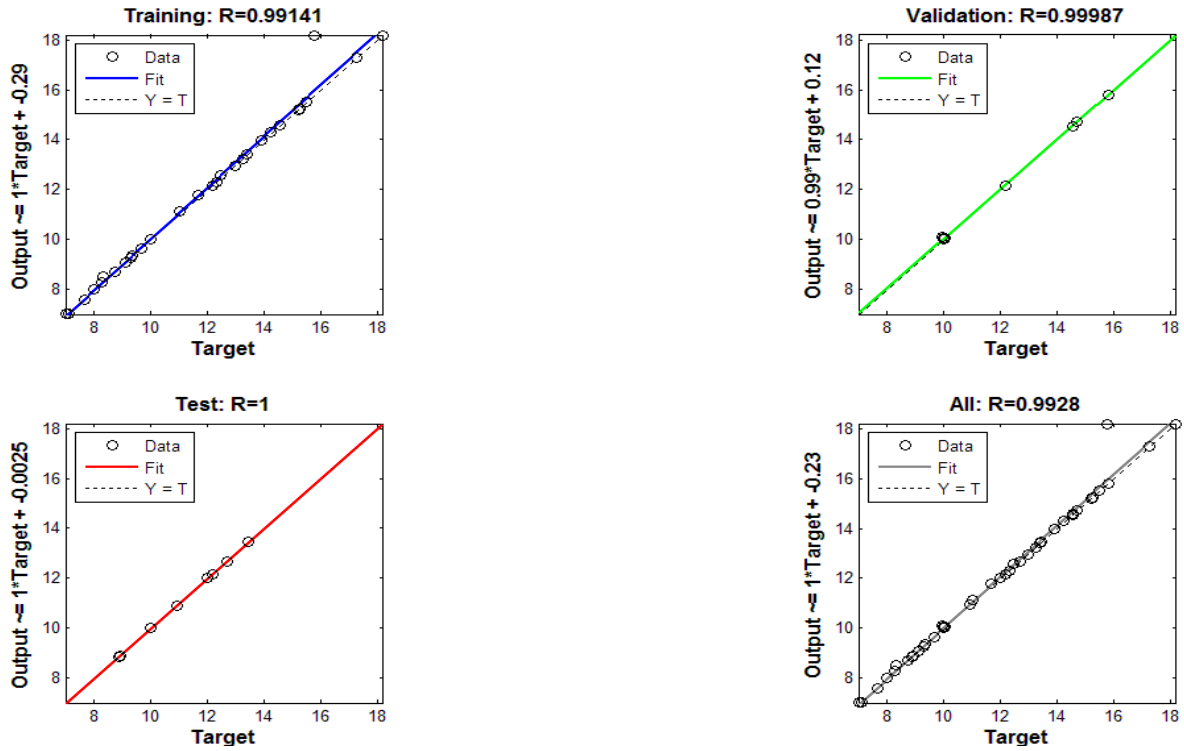 Training: R=0.99141
Output ~= 1*Target + -0.29
18
16
14
12
10
8
Data
Fit
Y = T
8 10 12 14 16 18
Target
Validation: R=0.99987
Output ~= 0.99*Target + 0.12
18
16
14
12
10
8
Data
Fit
Y = T
8 10 12 14 16 18
Target
Test: R=1
Output ~= 1*Target + -0.0025
18
16
14
12
10
8
Data
Fit
Y = T
8 10 12 14 16 18
Target
All: R=0.9928
Output ~= 1*Target + -0.23
18
16
14
12
10
8
Data
Fit
Y = T
8 10 12 14 16 18
Target